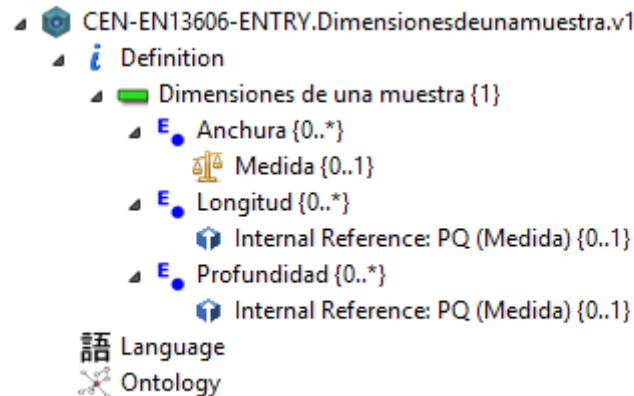 CEN-EN13606-ENTRY.Dimensionesdeunamuestra.v1
i Definition
Dimensiones de una muestra {1}
E Anchura {0..*}
Medida {0..1}
E Longitud {0..*}
Internal Reference: PQ (Medida) {0..1}
E Profundidad {0..*}
Internal Reference: PQ (Medida) {0..1}
語 Language
Ontology